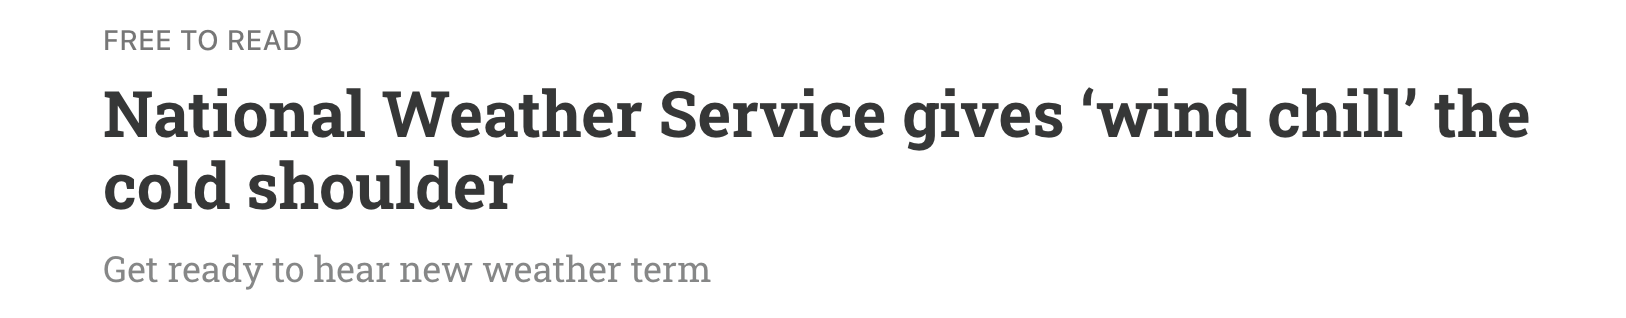 FREE TO READ
National Weather Service gives ‘wind chill’ the
cold shoulder
Get ready to hear new weather term